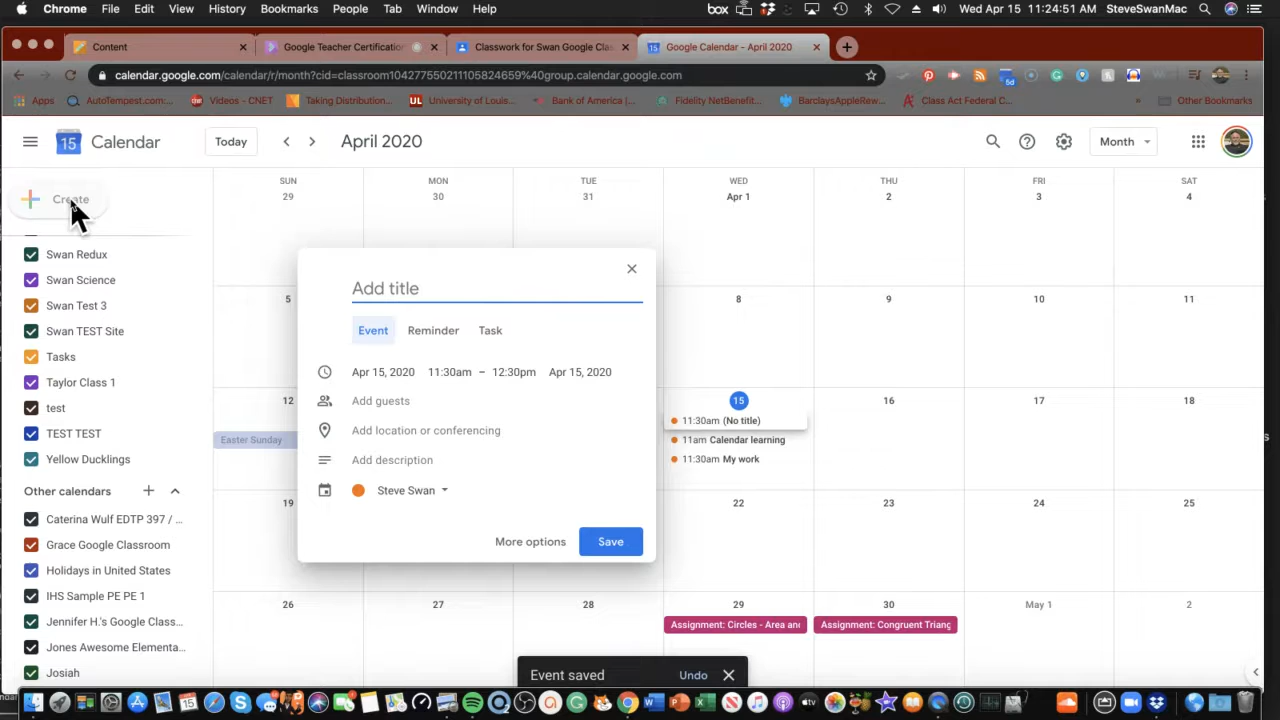 Chrome File Edit View History Bookmarks People Tab Window Help
box Wed Apr 15 11:24:51 AM SteveSwanMac
Content
Google Teacher Certification
Classwork for Swan Google Clas
15 Google Calendar - April 2020
calendar.google.com/calendar/r/month?cid=classroom104277550211105824659%40group.calendar.google.com
6d
Apps AutoTempest.com:... Videos - CNET Taking Distribution... UL University of Louis... Bank of America (... Fidelity NetBenefit... BarclaysAppleRew... Class Act Federal C... » Other Bookmarks
15 Calendar Today April 2020 Month
Create
SUN MON TUE WED THU FRI SAT
29 30 31 Apr 1 2 3 4
Swan Redux
Swan Science
Swan Test 3
Swan TEST Site
Tasks
Taylor Class 1
test
TEST TEST
Yellow Ducklings
Other calendars
Caterina Wulf EDTP 397 / ...
Grace Google Classroom
Holidays in United States
IHS Sample PE PE 1
Jennifer H.'s Google Class...
Jones Awesome Elementa...
Josiah
Add title
Event Reminder Task
Apr 15, 2020 11:30am – 12:30pm Apr 15, 2020
Add guests
Add location or conferencing
Add description
Steve Swan
More options Save
5 8 9 10 11
12 15 16 17 18
Easter Sunday
11:30am (No title)
11am Calendar learning
11:30am My work
19 22 23 24 25
26 27 28 29 30 May 1 2
Assignment: Circles - Area and
Assignment: Congruent Triang
Event saved Undo